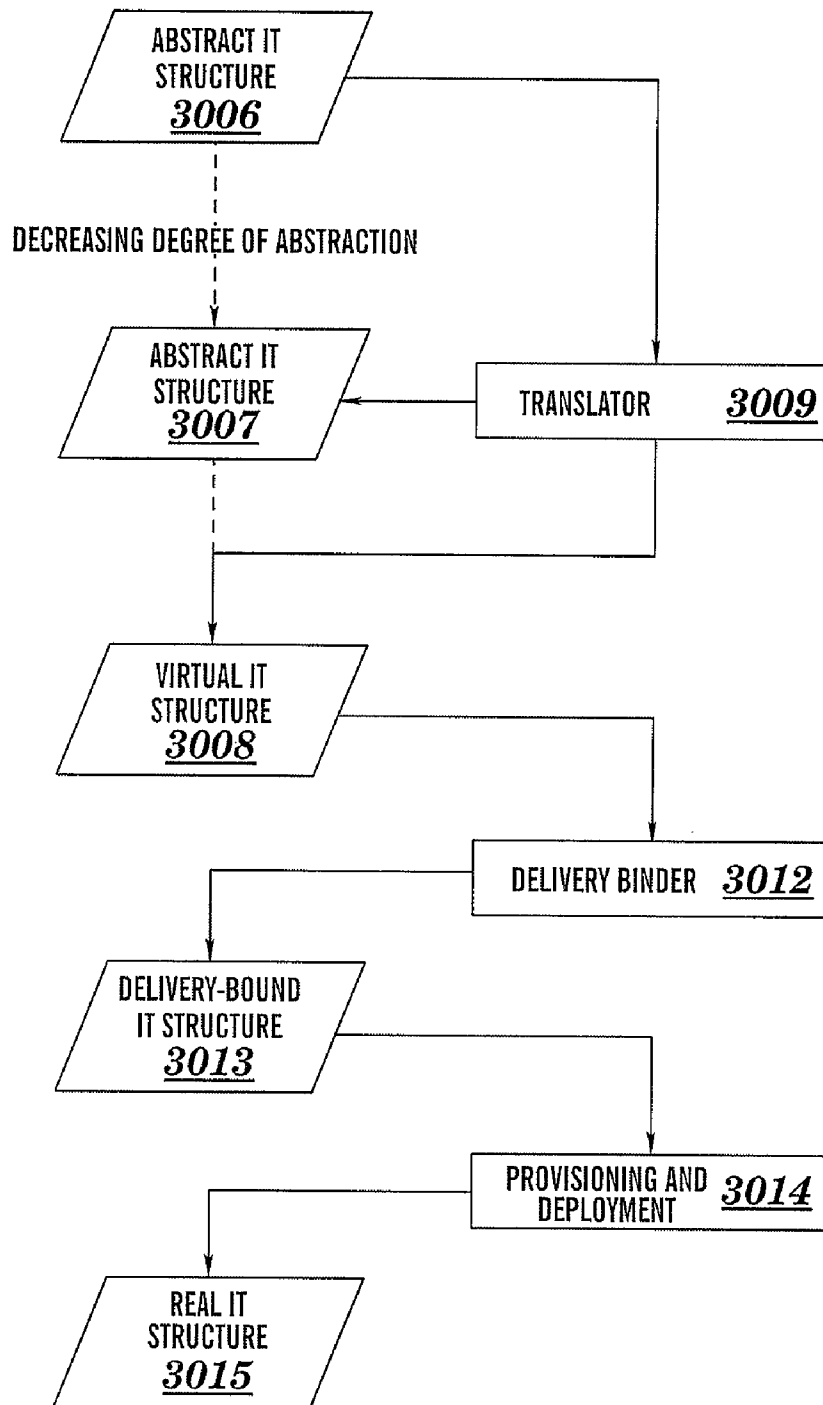 ABSTRACT IT
STRUCTURE
3006
DECREASING DEGREE OF ABSTRACTION
ABSTRACT IT
STRUCTURE
3007
TRANSLATOR 3009
VIRTUAL IT
STRUCTURE
3008
DELIVERY BINDER 3012
DELIVERY-BOUND
IT STRUCTURE
3013
PROVISIONING AND
DEPLOYMENT 3014
REAL IT
STRUCTURE
3015